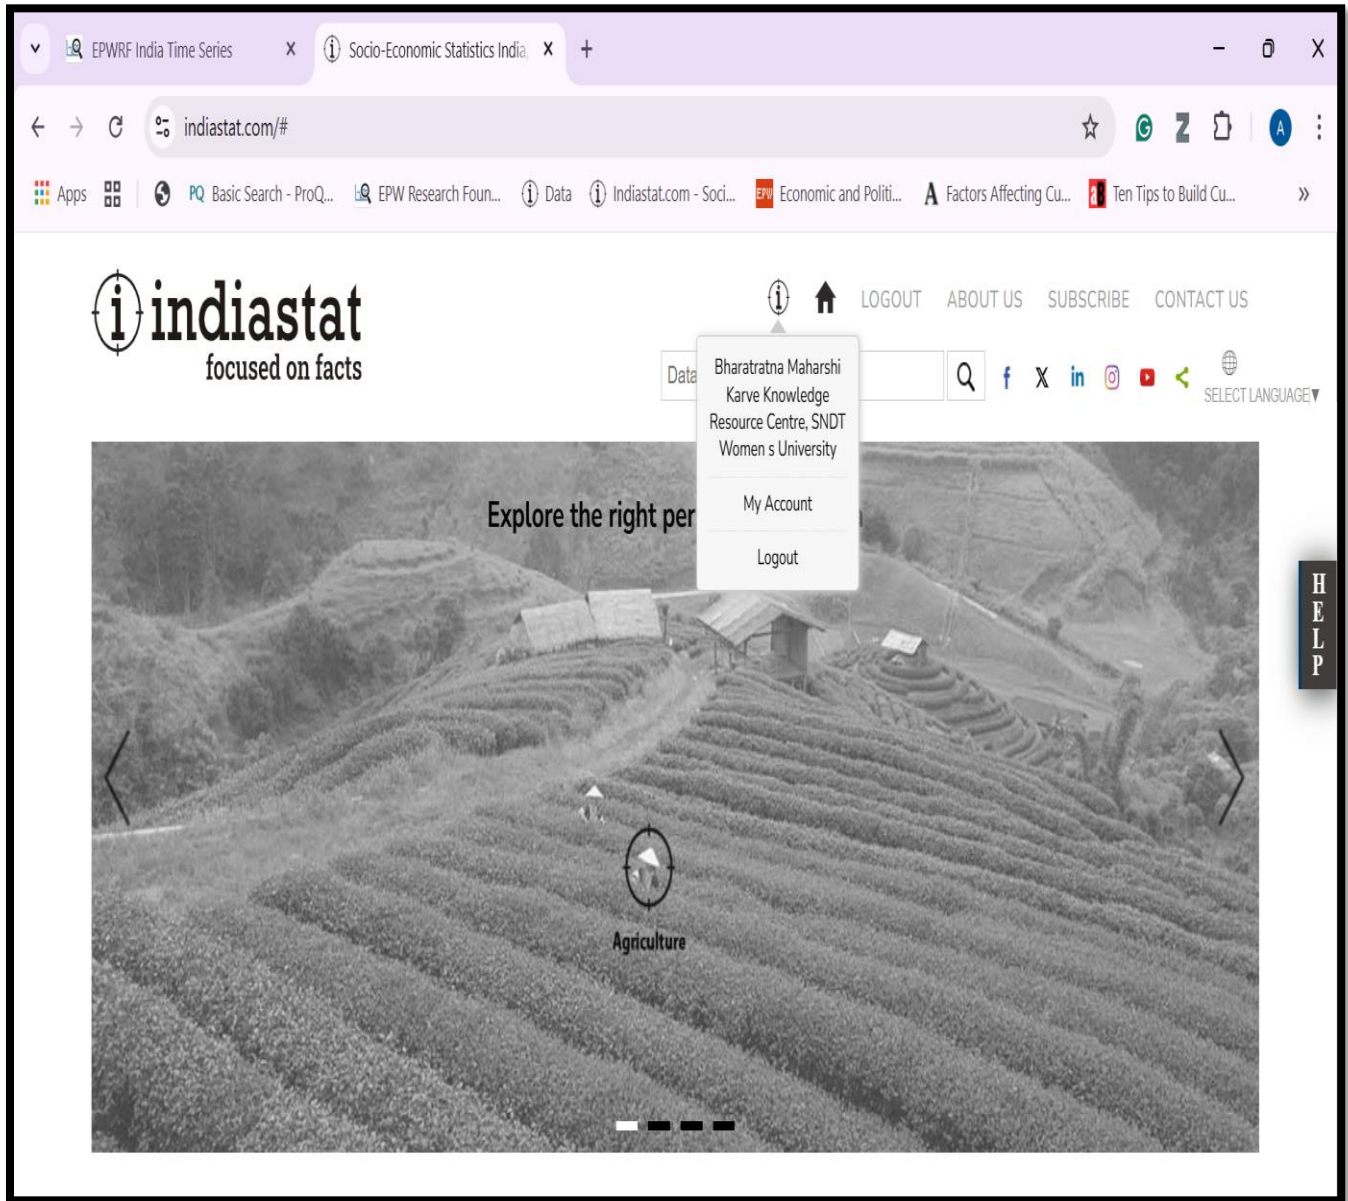 EPWRF India Time Series
Socio-Economic Statistics India,
indiastat.com/#
A
Apps
PQ Basic Search - ProQ...
EPW Research Foun...
Data
Indiastat.com - Soci...
EPW Economic and Politi...
A Factors Affecting Cu...
aB Ten Tips to Build Cu...
i indiastat
focused on facts
LOGOUT ABOUT US SUBSCRIBE CONTACT US
Data
SELECT LANGUAGE ▼
Bharatratna Maharshi
Karve Knowledge
Resource Centre, SNDT
Women s University
My Account
Logout
Explore the right per
HELP
Agriculture